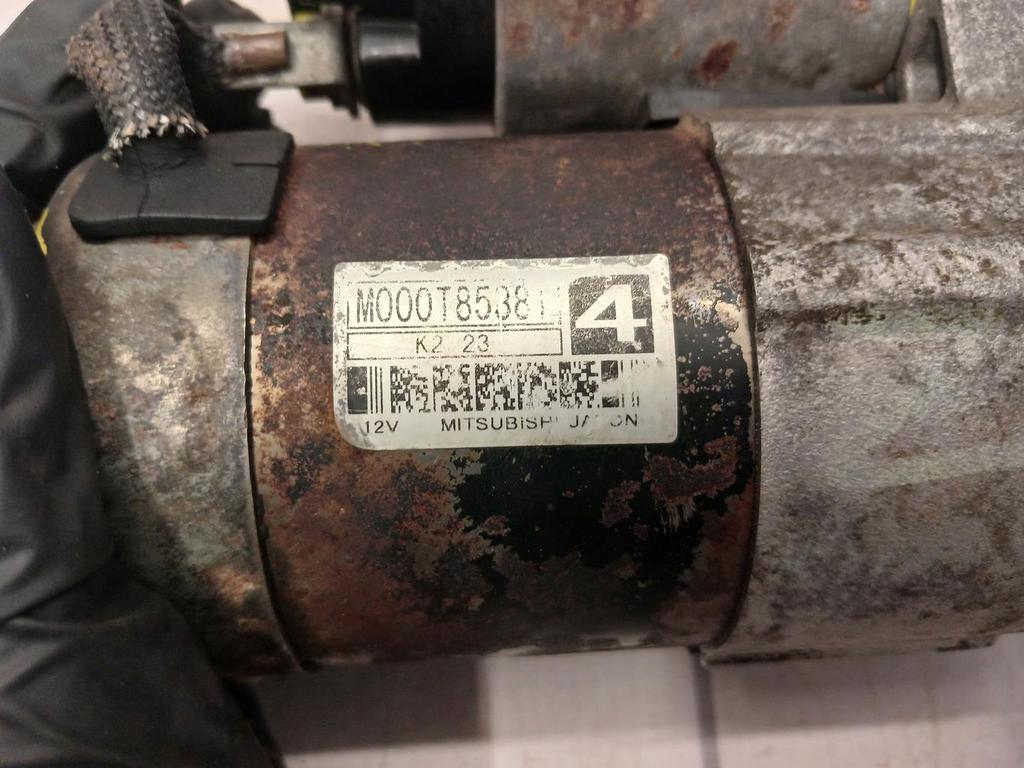 M000T85381
4
K2 23
12V MITSUBISHI JAPAN